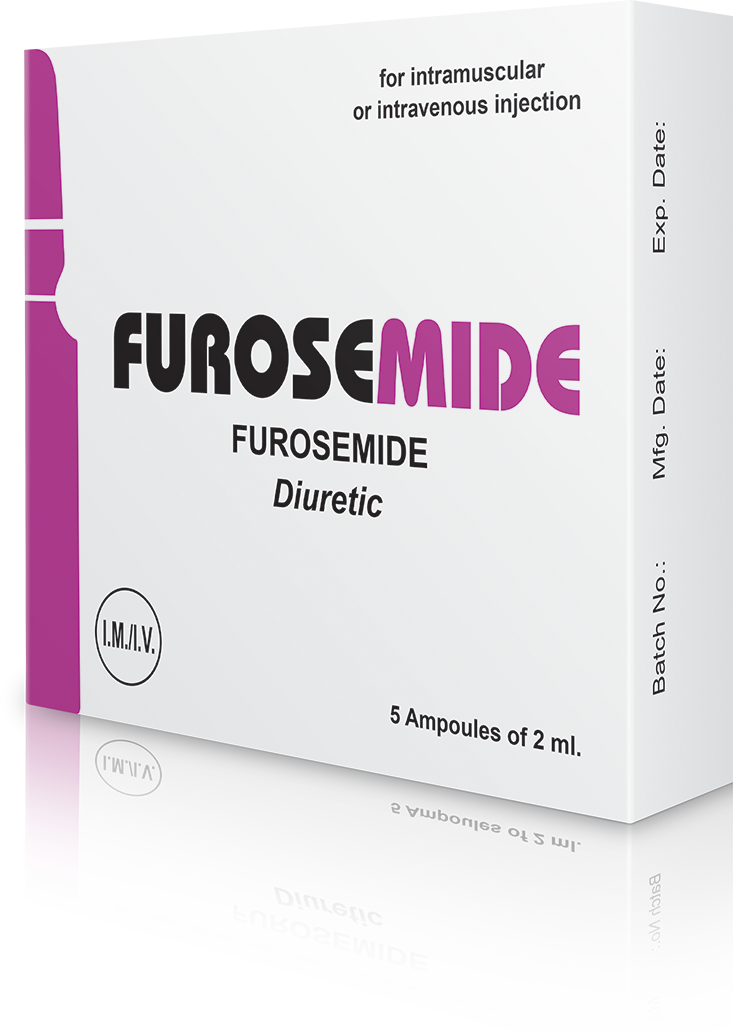 for intramuscular
or intravenous injection
FUROSEMIDE
FUROSEMIDE
Diuretic
I.M./I.V.
5 Ampoules of 2 ml.
Exp. Date:
Mfg. Date:
Batch No.: